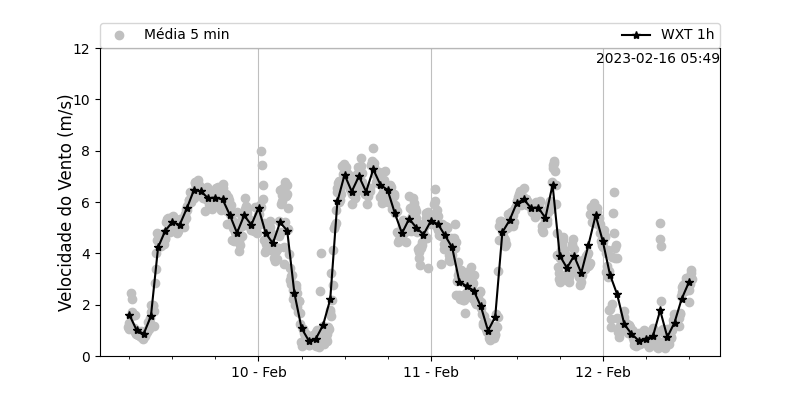 Média 5 min
WXT 1h
2023-02-16 05:49
Velocidade do Vento (m/s)
12
10
8
6
4
2
0
10 - Feb
11 - Feb
12 - Feb